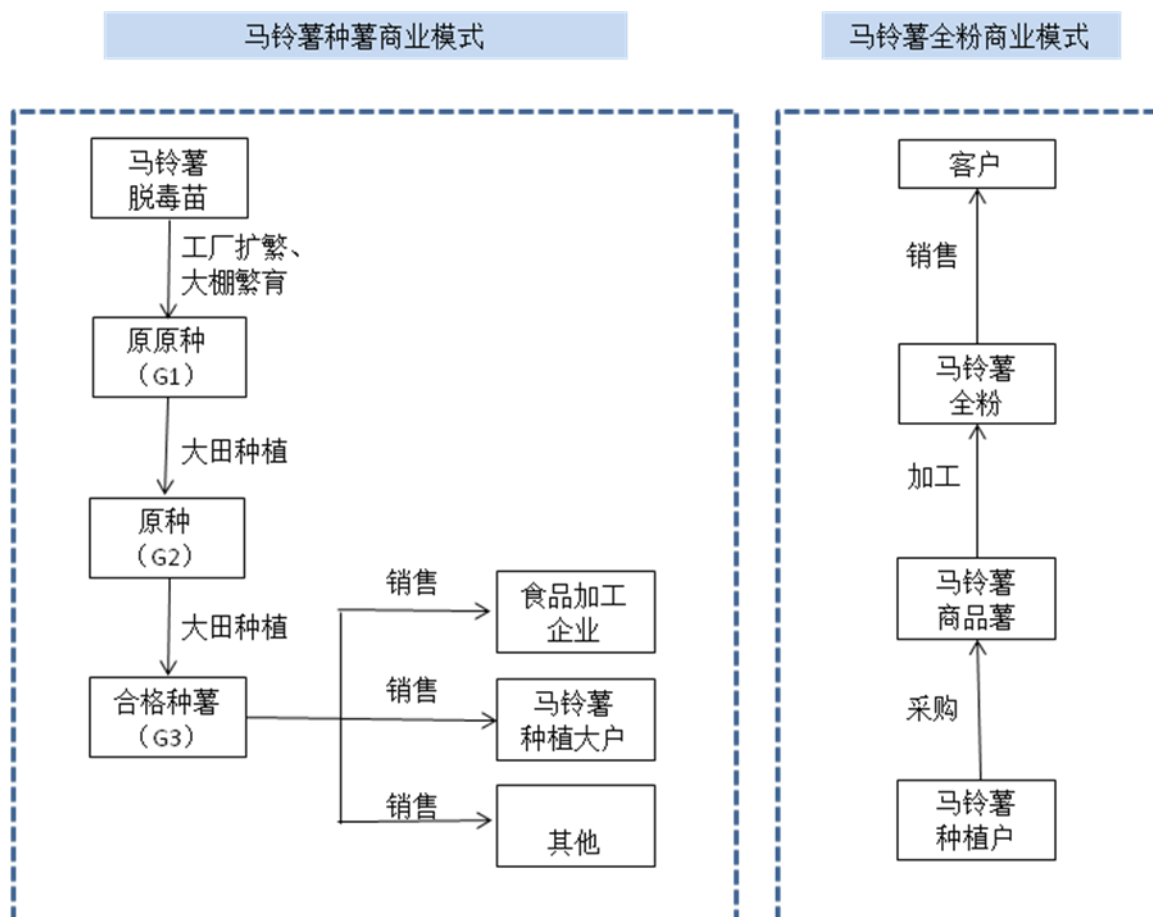 马铃薯种薯商业模式
马铃薯
脱毒苗
工厂扩繁、
大棚繁育
原原种
（G1）
大田种植
原种
（G2）
大田种植
合格种薯
（G3）
销售
食品加工
企业
销售
马铃薯
种植大户
销售
其他
马铃薯全粉商业模式
客户
销售
马铃薯
全粉
加工
马铃薯
商品薯
采购
马铃薯
种植户